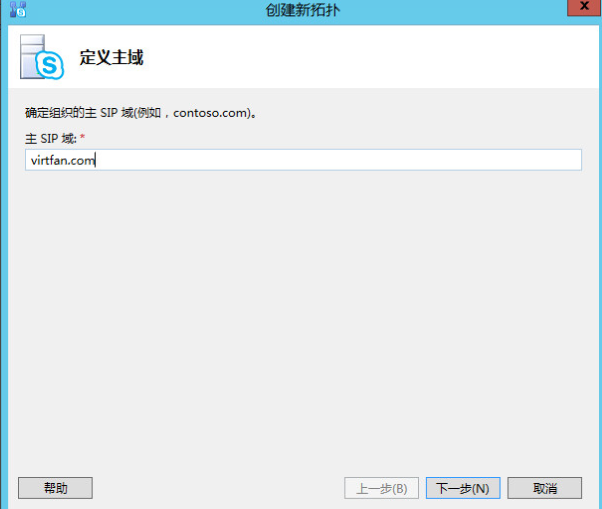 创建新拓扑
定义主域
确定组织的主 SIP 域(例如，contoso.com)。
主 SIP 域: *
virtfan.com
帮助
上一步(B)
下一步(N)
取消